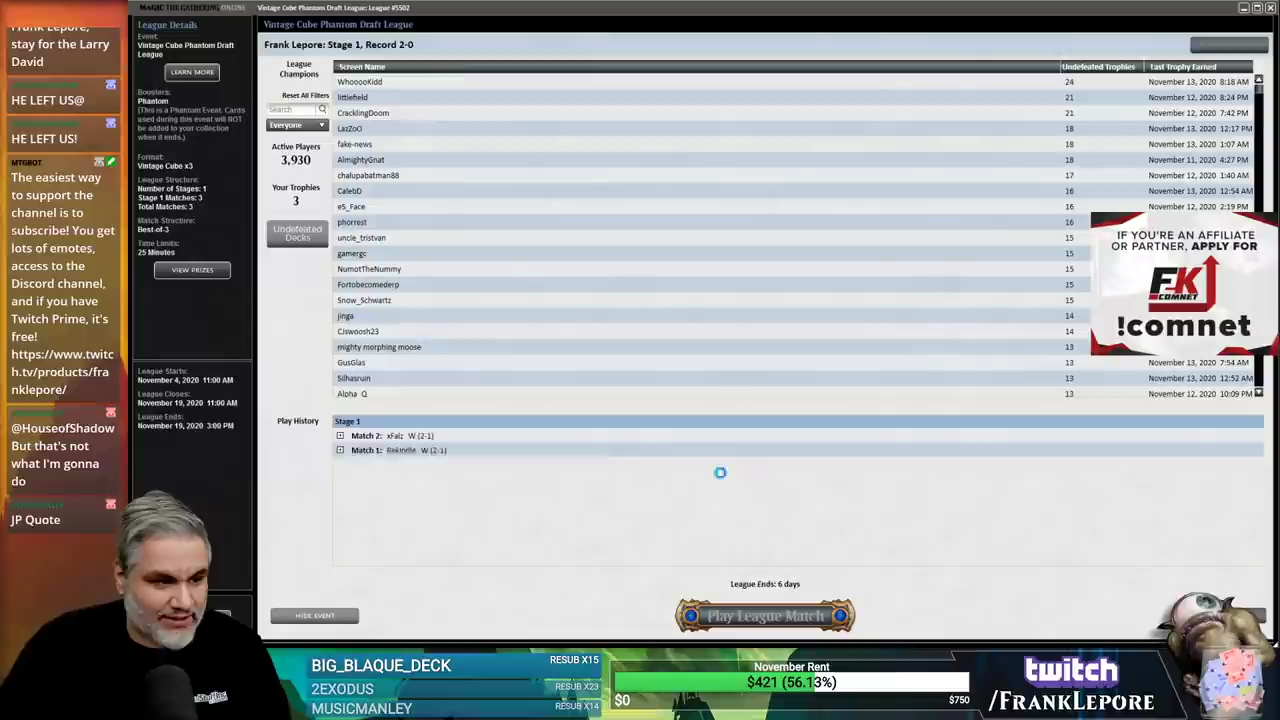 Frank Lepore,
stay for the Larry
David
HE LEFT US@
HE LEFT US!
MTGBOT
The easiest way
to support the
channel is to
subscribe! You get
lots of emotes,
access to the
Discord channel,
and if you have
Twitch Prime, it's
free!
https://www.twitc
h.tv/products/fra
nklepore/
@HouseofShadow
But that's not
what I'm gonna
do
JP Quote
MAGIC THE GATHERING ONLINE
Vintage Cube Phantom Draft League: League #5502
League Details
Event:
Vintage Cube Phantom Draft
League
LEARN MORE
Boosters:
Phantom
(This is a Phantom Event. Cards
used during this event will NOT
be added to your collection
when it ends.)
Format:
Vintage Cube x3
League Structure:
Number of Stages: 1
Stage 1 Matches: 3
Total Matches: 3
Match Structure:
Best-of-3
Time Limits:
25 Minutes
VIEW PRIZES
League Starts:
November 4, 2020 11:00 AM
League Closes:
November 19, 2020 11:00 AM
League Ends:
November 19, 2020 3:00 PM
Vintage Cube Phantom Draft League
Frank Lepore: Stage 1, Record 2-0
League
Champions
Reset All Filters
Search
Everyone
Active Players
3,930
Your Trophies
3
Undefeated
Decks
Screen Name Undefeated Trophies Last Trophy Earned
WhooooKidd 24 November 13, 2020 8:18 AM
littlefield 21 November 12, 2020 8:24 PM
CracklingDoom 21 November 12, 2020 7:42 PM
LazZoO 18 November 13, 2020 12:17 PM
fake-news 18 November 13, 2020 1:07 AM
AlmightyGnat 18 November 11, 2020 4:27 PM
chalupabatman88 17 November 12, 2020 1:40 AM
CalebD 16 November 13, 2020 12:54 AM
eS_Face 16 November 12, 2020 2:19 PM
phorrest 16
uncle_tristvan 15
gamergc 15
NumotTheNummy 15
Fortobecomederp 15
Snow_Schwartz 15
jinga 14
CJswoosh23 14
mighty morphing moose 13
GusGlas 13 November 13, 2020 7:54 AM
Silhasruin 13 November 13, 2020 12:52 AM
Alpha_Q 13 November 12, 2020 10:09 PM
IF YOU'RE AN AFFILIATE
OR PARTNER, APPLY FOR
FK
.COMNET
!comnet
Play History
Stage 1
Match 2: xFalz W (2-1)
Match 1: W (2-1)
League Ends: 6 days
HIDE EVENT
Play League Match
BIG_BLAQUE_DECK RESUB X15
2EXODUS RESUB X23
MUSICMANLEY RESUB X14
November Rent
$421 (56.13%)
$0 $750
twitch
/FRANKLEPORE